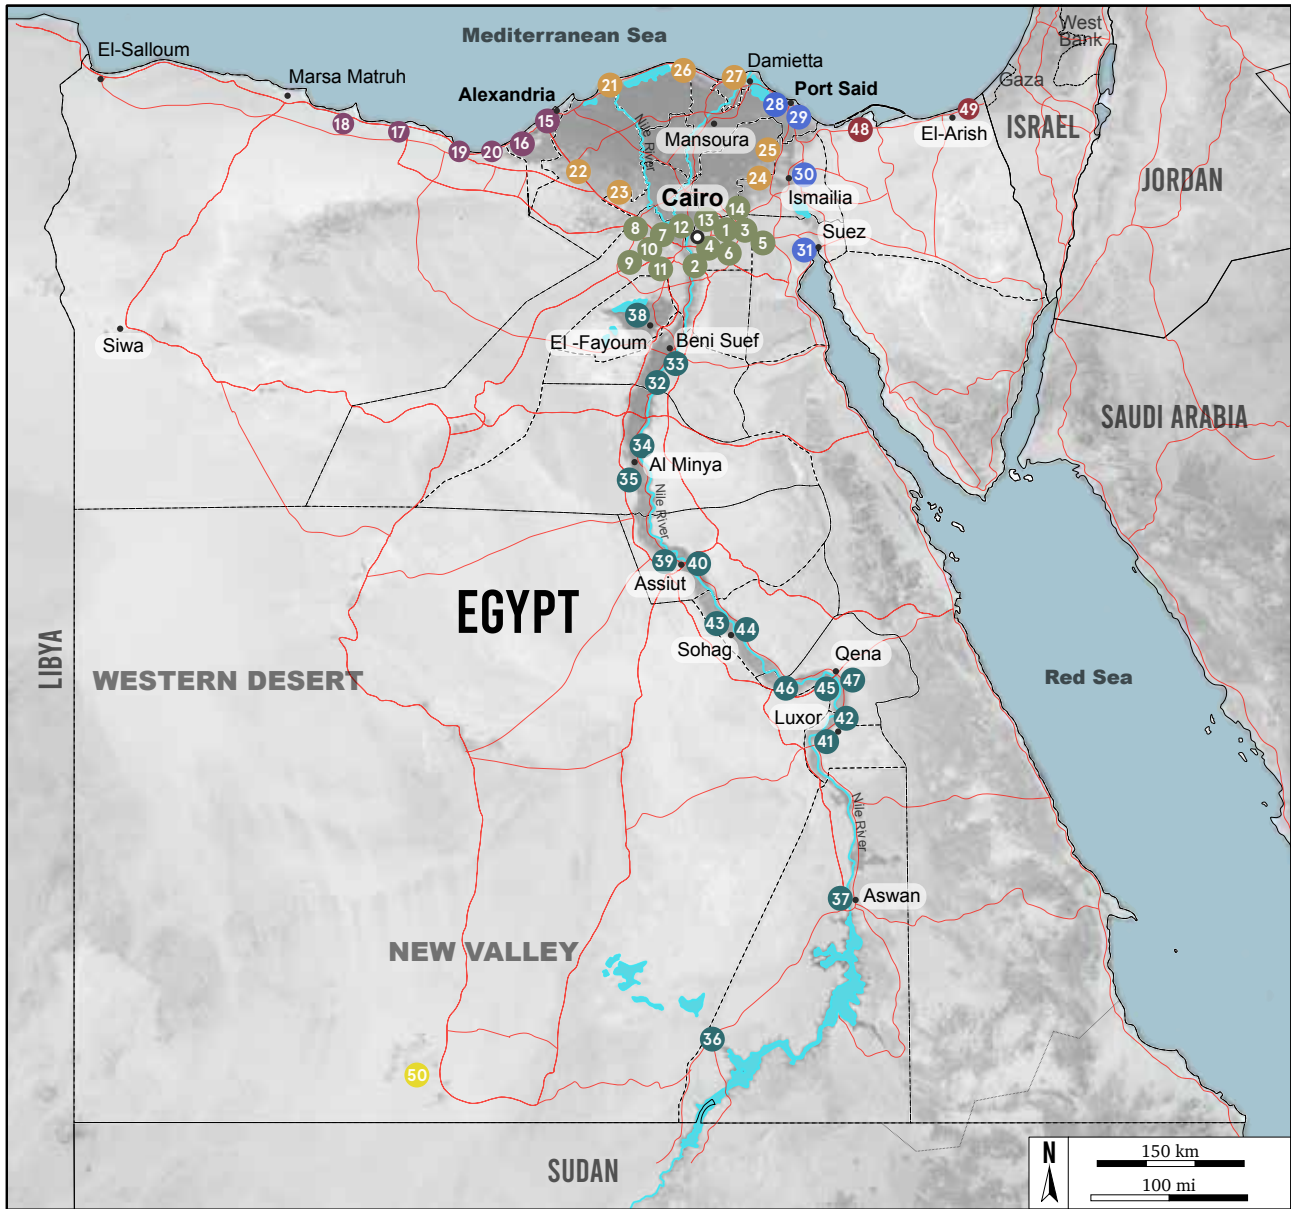 Mediterranean Sea
West
Bank
El-Salloum
Damietta
26
27
Marsa Matruh
21
Gaza
Alexandria
Port Said
28
29
49
15
18
17
48
El-Arish
ISRAEL
16
Nile River
Mansoura
19
20
25
22
24
30
JORDAN
23
Cairo
Ismailia
14
13
8
7
12
1
3
Suez
10
4
5
6
31
9
11
2
38
El -Fayoum
Beni Suef
Siwa
33
32
SAUDI ARABIA
34
Al Minya
35
Nile River
39
40
Assiut
EGYPT
43
44
Sohag
LIBYA
Qena
WESTERN DESERT
46
45
47
Red Sea
Luxor
42
41
Nile River
37
Aswan
NEW VALLEY
36
50
SUDAN
N
150 km
100 mi